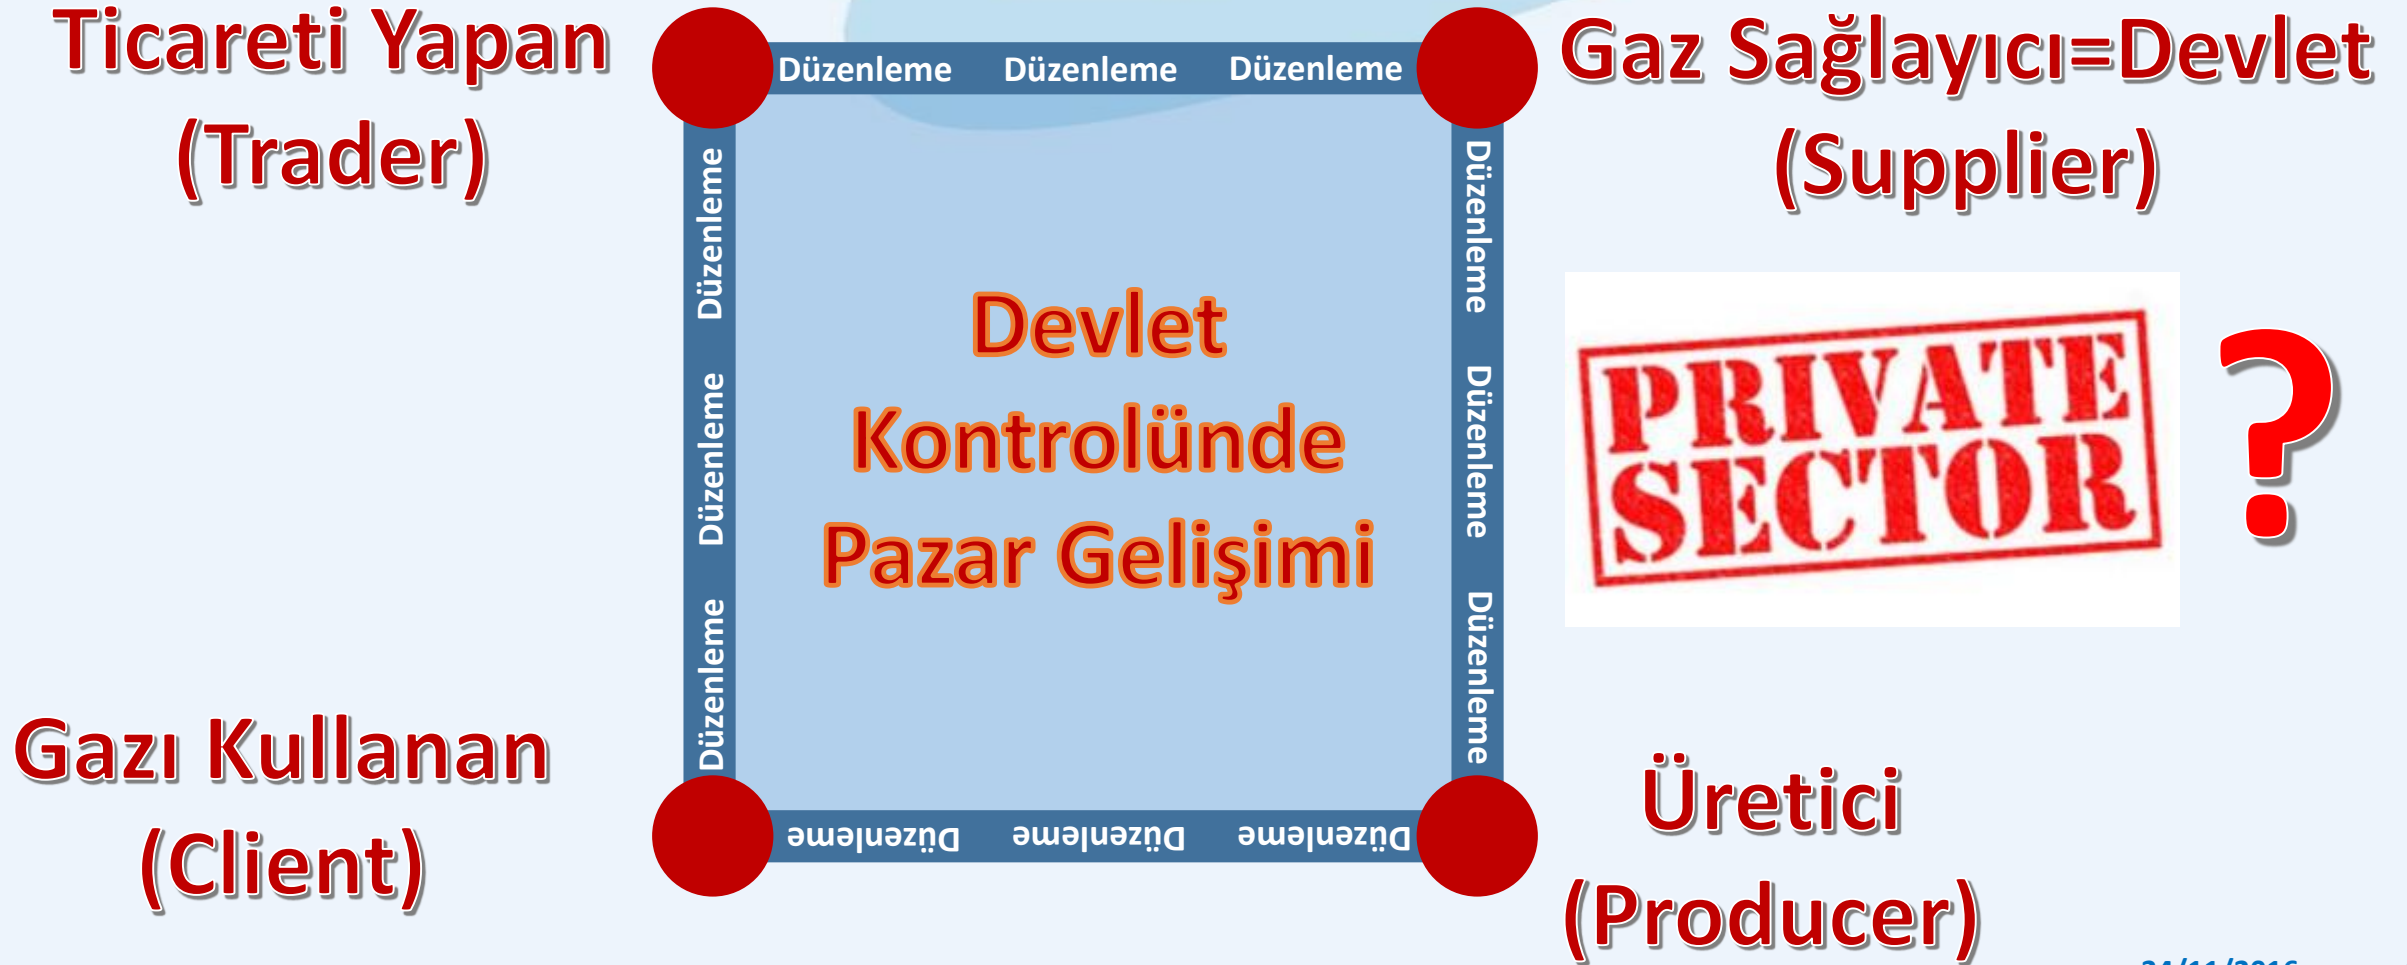 Ticareti Yapan
(Trader)
Düzenleme Düzenleme Düzenleme
Gaz Sağlayıcı=Devlet
(Supplier)
Düzenleme Düzenleme Düzenleme
Devlet
Kontrolünde
Pazar Gelişimi
Düzenleme Düzenleme Düzenleme
PRIVATE
SECTOR
?
Gazı Kullanan
(Client)
Düzenleme Düzenleme Düzenleme
Üretici
(Producer)